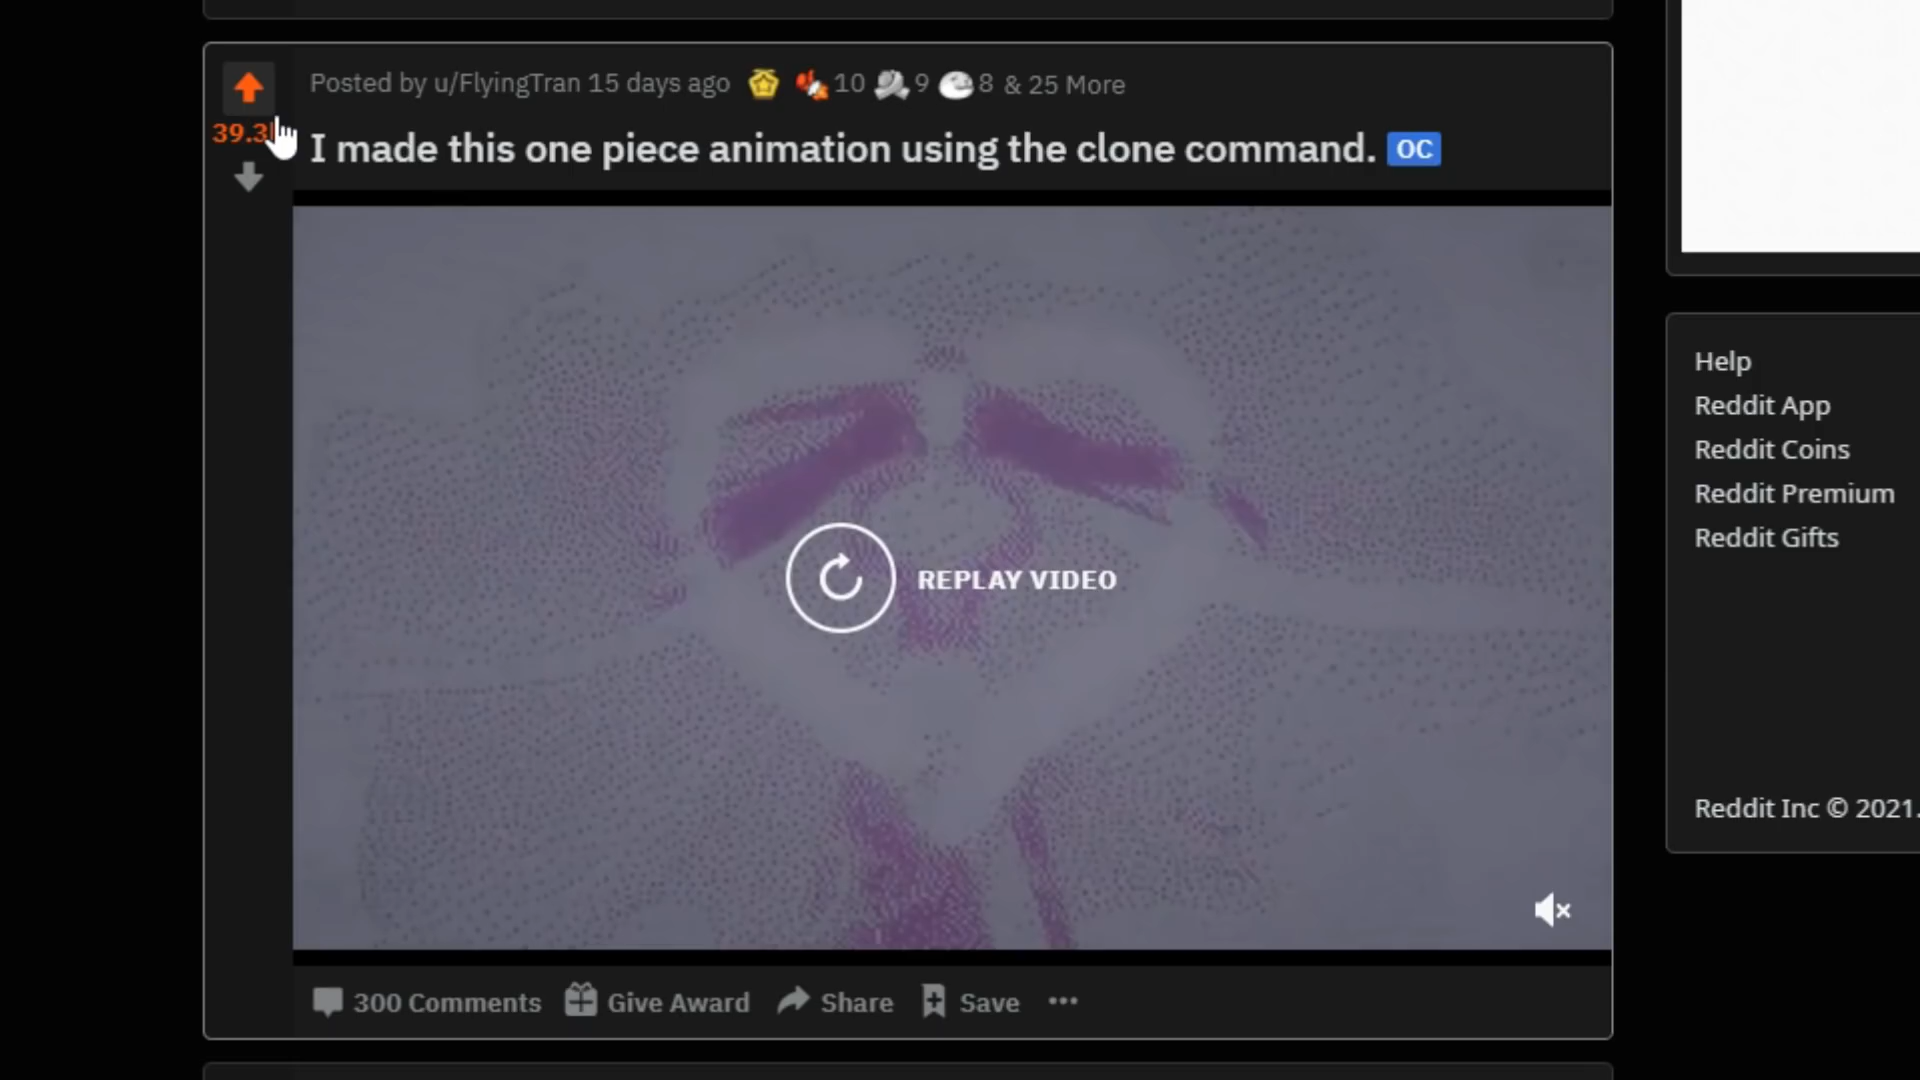 Posted by u/FlyingTran 15 days ago 10 9 8 & 25 More
39.3
I made this one piece animation using the clone command. OC
REPLAY VIDEO
300 Comments Give Award Share Save
Help
Reddit App
Reddit Coins
Reddit Premium
Reddit Gifts
Reddit Inc © 2021.